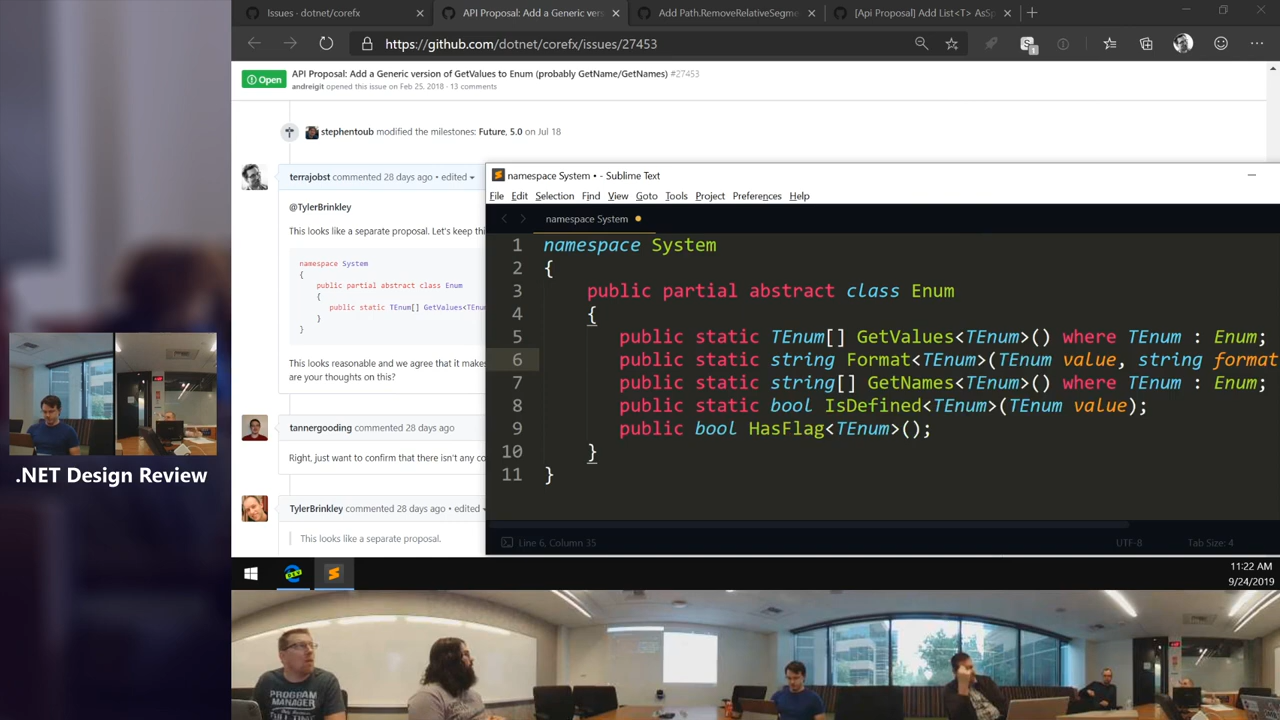 Issues · dotnet/corefx
API Proposal: Add a Generic ver
Add Path.RemoveRelativeSegme
[Api Proposal] Add List<T> AsSp
https://github.com/dotnet/corefx/issues/27453
Open
API Proposal: Add a Generic version of GetValues to Enum (probably GetName/GetNames) #27453
andreigit opened this issue on Feb 25, 2018 · 13 comments
stephentoub modified the milestones: Future, 5.0 on Jul 18
terrajobst commented 28 days ago • edited
@TylerBrinkley
This looks like a separate proposal. Let's keep thi
namespace System
{
public partial abstract class Enum
{
public static TEnum[] GetValues<TEnu
}
}
This looks reasonable and we agree that it makes
are your thoughts on this?
tannergooding commented 28 days ago
Right, just want to confirm that there isn't any co
TylerBrinkley commented 28 days ago • edited
This looks like a separate proposal.
namespace System • - Sublime Text
File Edit Selection Find View Goto Tools Project Preferences Help
namespace System
1 namespace System
2 {
3 public partial abstract class Enum
4 {
5 public static TEnum[] GetValues<TEnum>() where TEnum : Enum;
6 public static string Format<TEnum>(TEnum value, string format
7 public static string[] GetNames<TEnum>() where TEnum : Enum;
8 public static bool IsDefined<TEnum>(TEnum value);
9 public bool HasFlag<TEnum>();
10 }
11 }
Line 6, Column 35
UTF-8
Tab Size: 4
11:22 AM
9/24/2019
.NET Design Review
PROGRAM
MANAGER